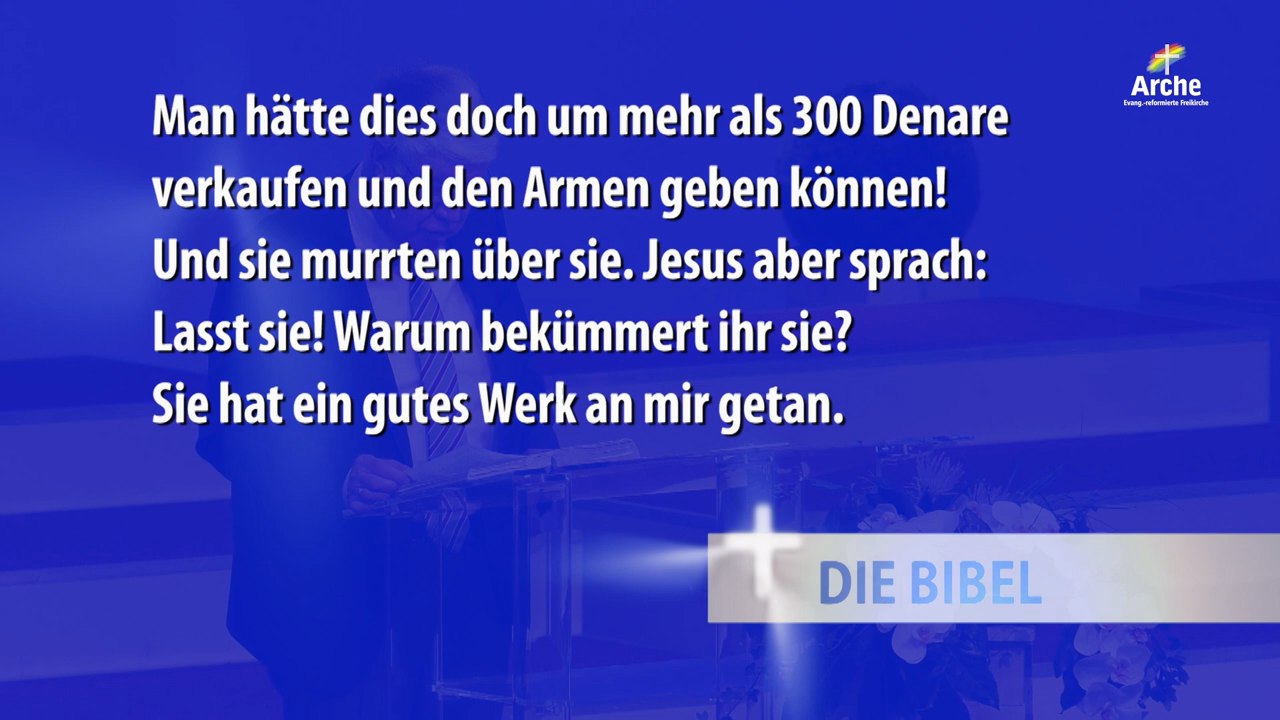 Arche
Evang.-reformierte Freikirche
Man hätte dies doch um mehr als 300 Denare
verkaufen und den Armen geben können!
Und sie murrten über sie. Jesus aber sprach:
Lasst sie! Warum bekümmert ihr sie?
Sie hat ein gutes Werk an mir getan.
DIE BIBEL